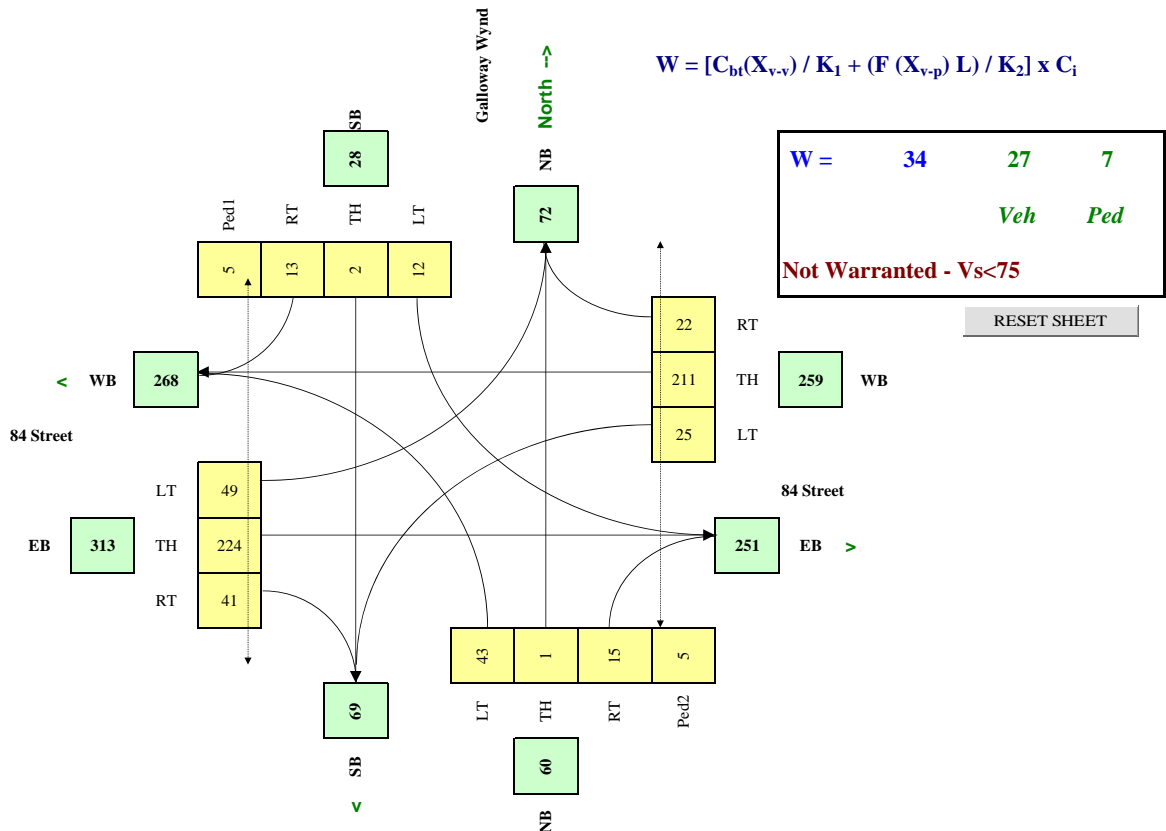 Galloway Wynd
North -->
W = [Cbt(Xv-v) / K1 + (F (Xv-p) L) / K2] x Ci
SB
28
NB
72
W = 34 27 7
Veh Ped
Not Warranted - Vs<75
RESET SHEET
Ped1 RT TH LT
5 13 2 12
22 RT
211 TH
25 LT
259 WB
< WB 268
84 Street
LT 49
EB 313 TH 224
RT 41
84 Street
251 EB >
43 1 15 5
LT TH RT Ped2
69
SB
<
60
NB